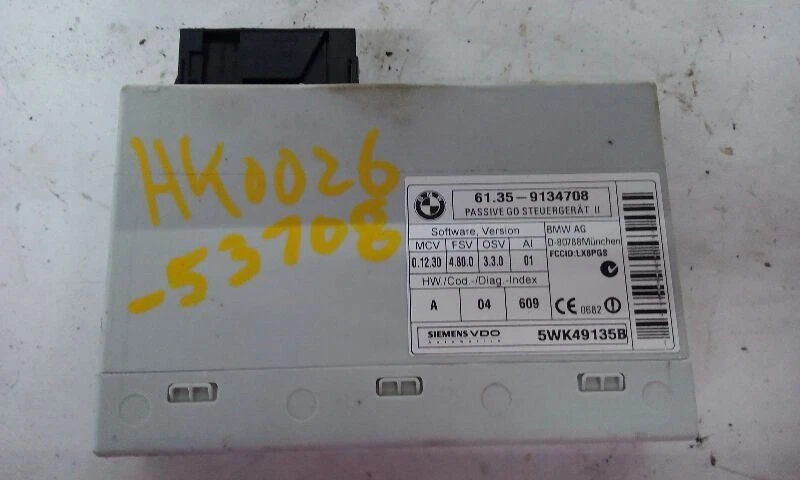 HK0026
-53708
BMW
61.35-9134708
PASSIVE GO STEUERGERÄT II
Software, Version
MCV FSV OSV AI
0.12.30 4.80.0 3.3.0 01
HW./Cod.-/Diag.-Index
A 04 609
BMW AG
D-80788München
FCCID:LX8PGS
CE 0682
SIEMENS VDO
Automotive
5WK49135B